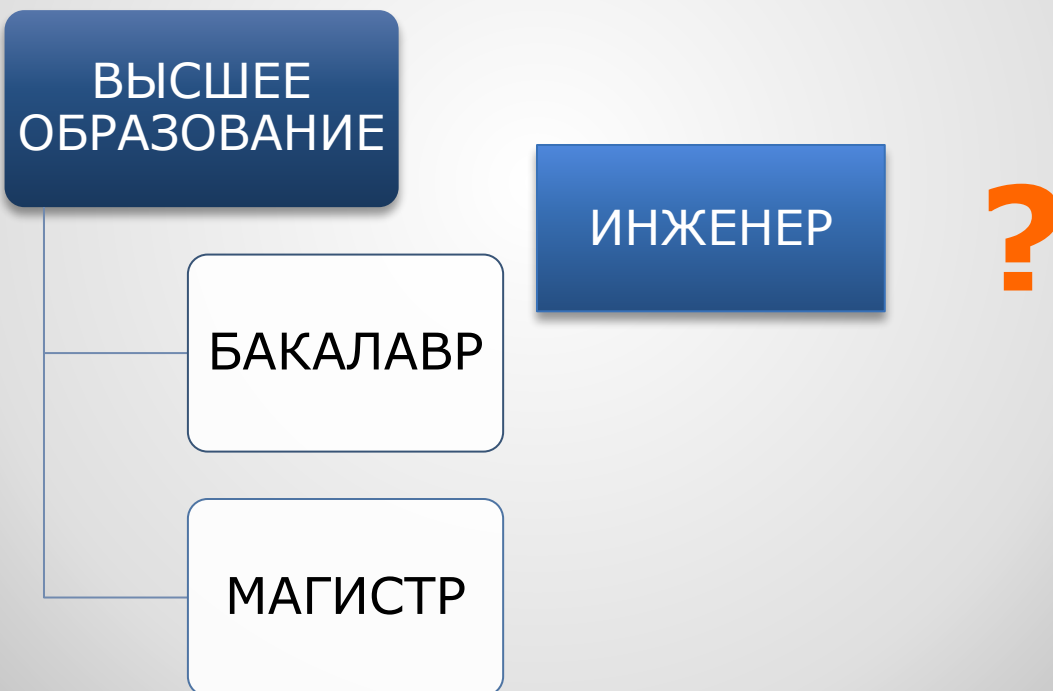 ВЫСШЕЕ
ОБРАЗОВАНИЕ
ИНЖЕНЕР
?
БАКАЛАВР
МАГИСТР